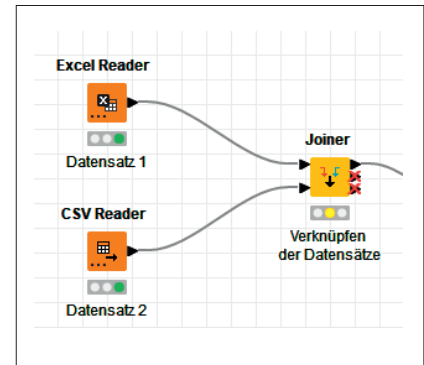 Excel Reader
Datensatz 1
CSV Reader
Datensatz 2
Joiner
Verknüpfen
der Datensätze